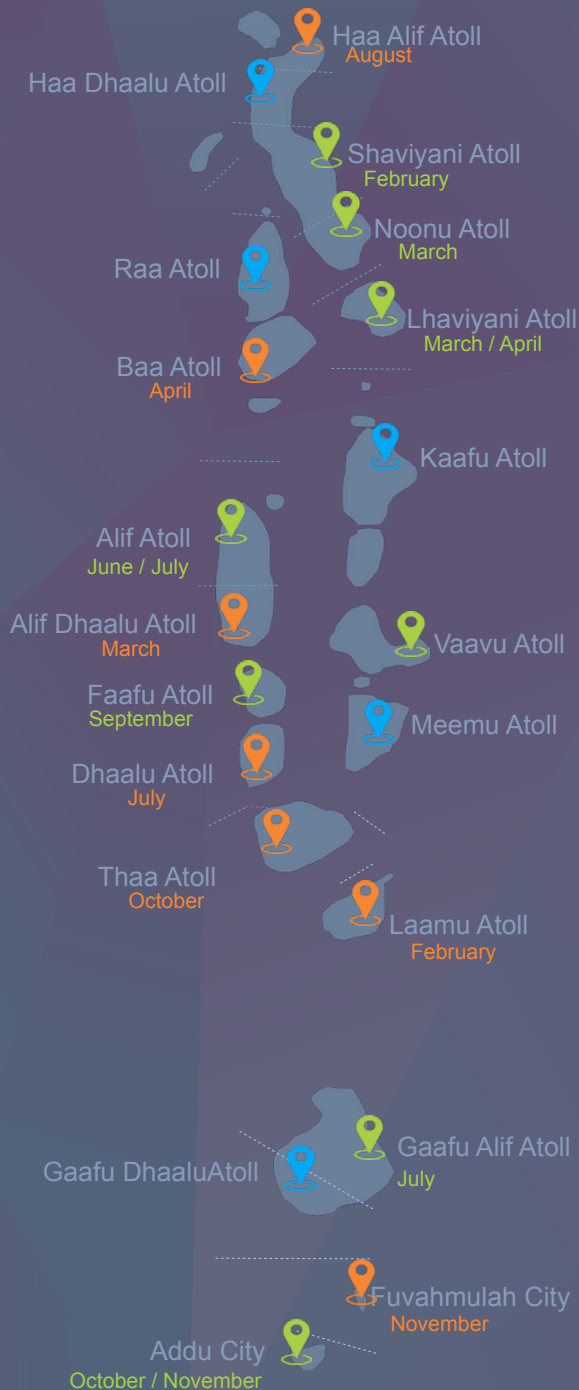 Haa Alif Atoll
August
Haa Dhaalu Atoll
Shaviyani Atoll
February
Noonu Atoll
March
Raa Atoll
Lhaviyani Atoll
March / April
Baa Atoll
April
Kaafu Atoll
Alif Atoll
June / July
Alif Dhaalu Atoll
March
Vaavu Atoll
Faafu Atoll
September
Meemu Atoll
Dhaalu Atoll
July
Thaa Atoll
October
Laamu Atoll
February
Gaafu Alif Atoll
July
Gaafu DhaaluAtoll
Fuvahmulah City
November
Addu City
October / November